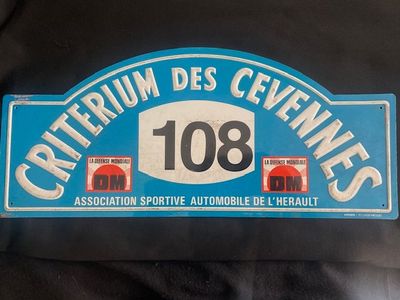 CRITERIUM DES CEVENNES
108
LA DEFENSE MONDIALE
DM
LA DEFENSE MONDIALE
DM
ASSOCIATION SPORTIVE AUTOMOBILE DE L'HERAULT